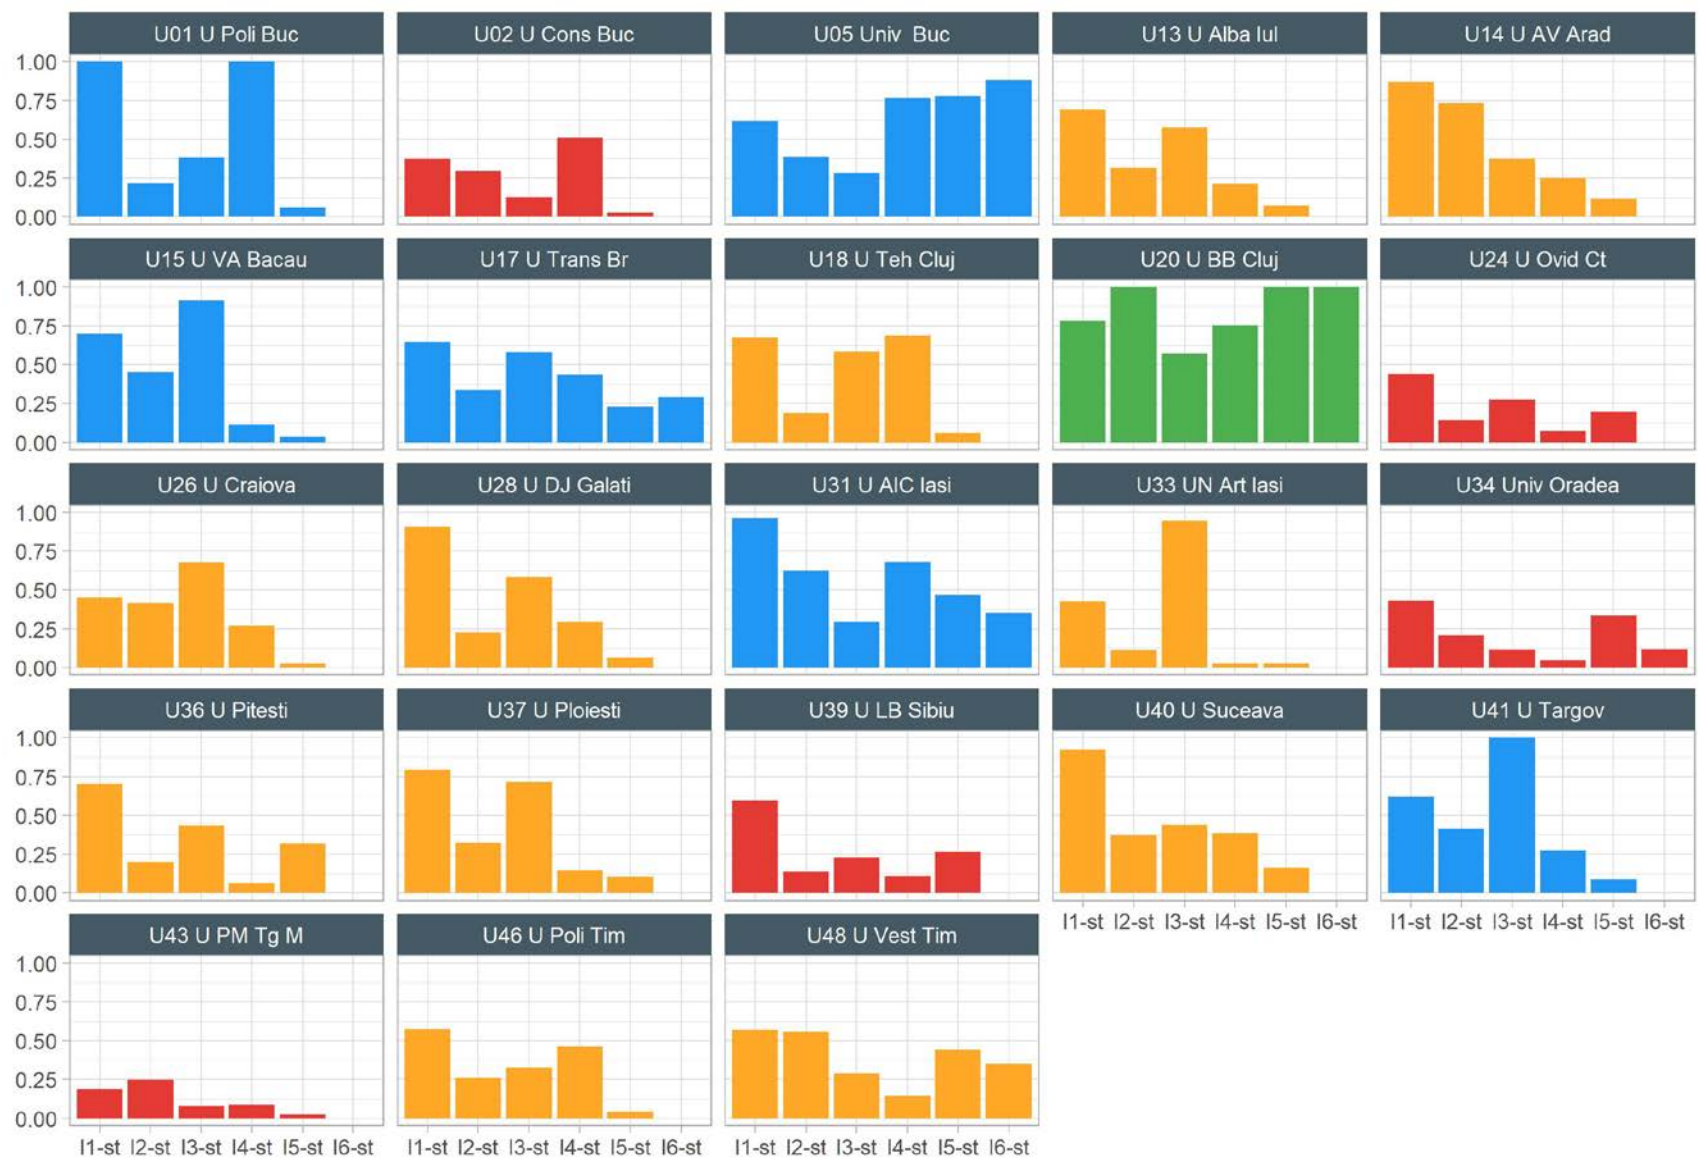 U01 U Poli Buc
U02 U Cons Buc
U05 Univ  Buc
U13 U Alba Iul
U14 U AV Arad
1.00
0.75
0.50
0.25
0.00
U15 U VA Bacau
U17 U Trans Br
U18 U Teh Cluj
U20 U BB Cluj
U24 U Ovid Ct
1.00
0.75
0.50
0.25
0.00
U26 U Craiova
U28 U DJ Galati
U31 U AIC Iasi
U33 UN Art Iasi
U34 Univ Oradea
1.00
0.75
0.50
0.25
0.00
U36 U Pitesti
U37 U Ploiesti
U39 U LB Sibiu
U40 U Suceava
U41 U Targov
1.00
0.75
0.50
0.25
0.00
I1-st I2-st I3-st I4-st I5-st I6-st
I1-st I2-st I3-st I4-st I5-st I6-st
U43 U PM Tg M
U46 U Poli Tim
U48 U Vest Tim
1.00
0.75
0.50
0.25
0.00
I1-st I2-st I3-st I4-st I5-st I6-st
I1-st I2-st I3-st I4-st I5-st I6-st
I1-st I2-st I3-st I4-st I5-st I6-st